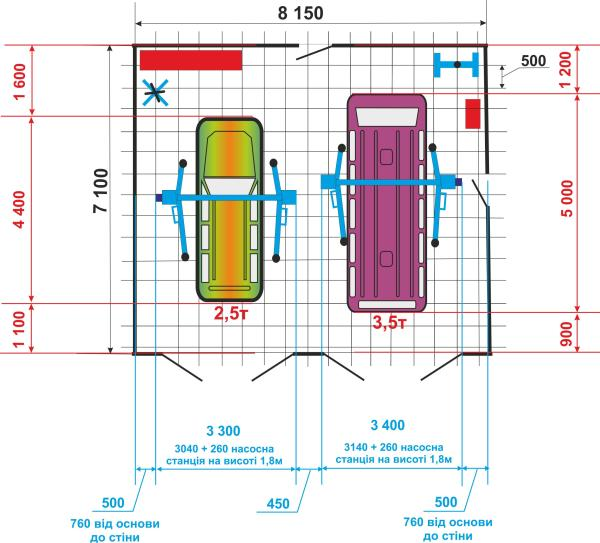 8 150
1 600
500
1 200
7 100
4 400
5 000
2,5т
3,5т
1 100
900
3 300
3040 + 260 насосна
станція на висоті 1,8м
3 400
3140 + 260 насосна
станція на висоті 1,8м
500
760 від основи
до стіни
450
500
760 від основи
до стіни